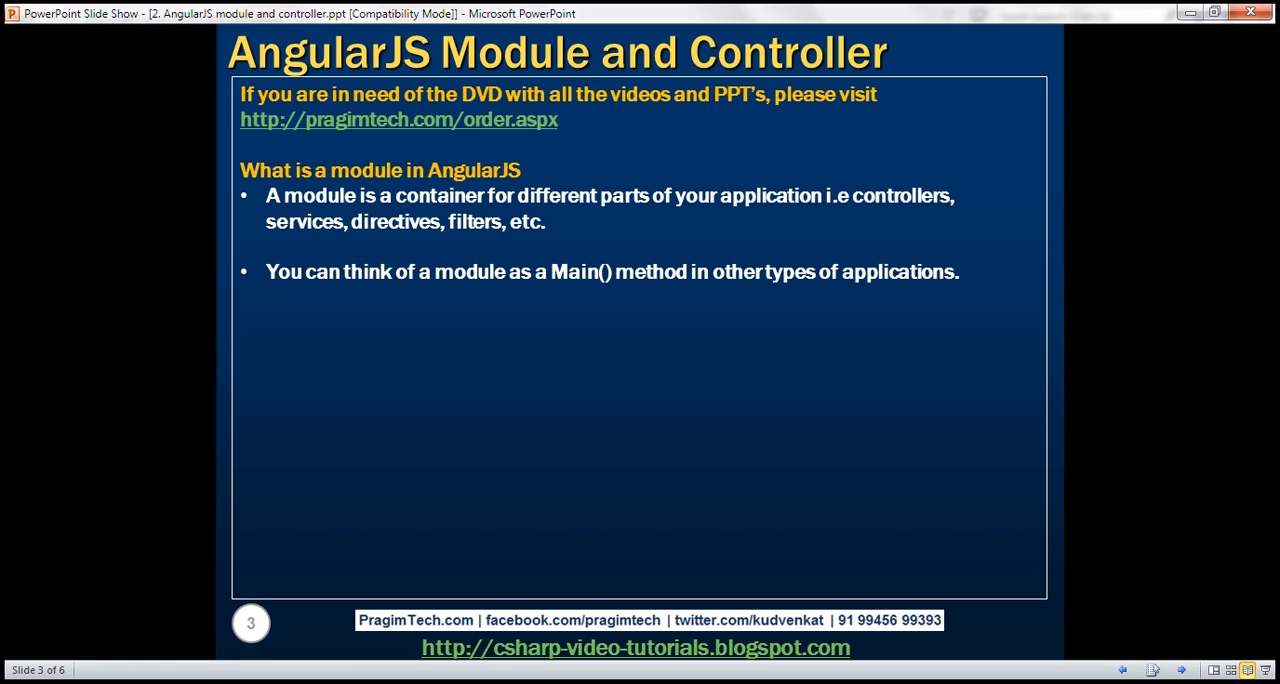 PowerPoint Slide Show - [2. AngularJS module and controller.ppt [Compatibility Mode]] - Microsoft PowerPoint
AngularJS Module and Controller
If you are in need of the DVD with all the videos and PPT's, please visit
http://pragimtech.com/order.aspx
What is a module in AngularJS
• A module is a container for different parts of your application i.e controllers,
services, directives, filters, etc.
• You can think of a module as a Main() method in other types of applications.
3
PragimTech.com | facebook.com/pragimtech | twitter.com/kudvenkat | 91 99456 99393
http://csharp-video-tutorials.blogspot.com
Slide 3 of 6